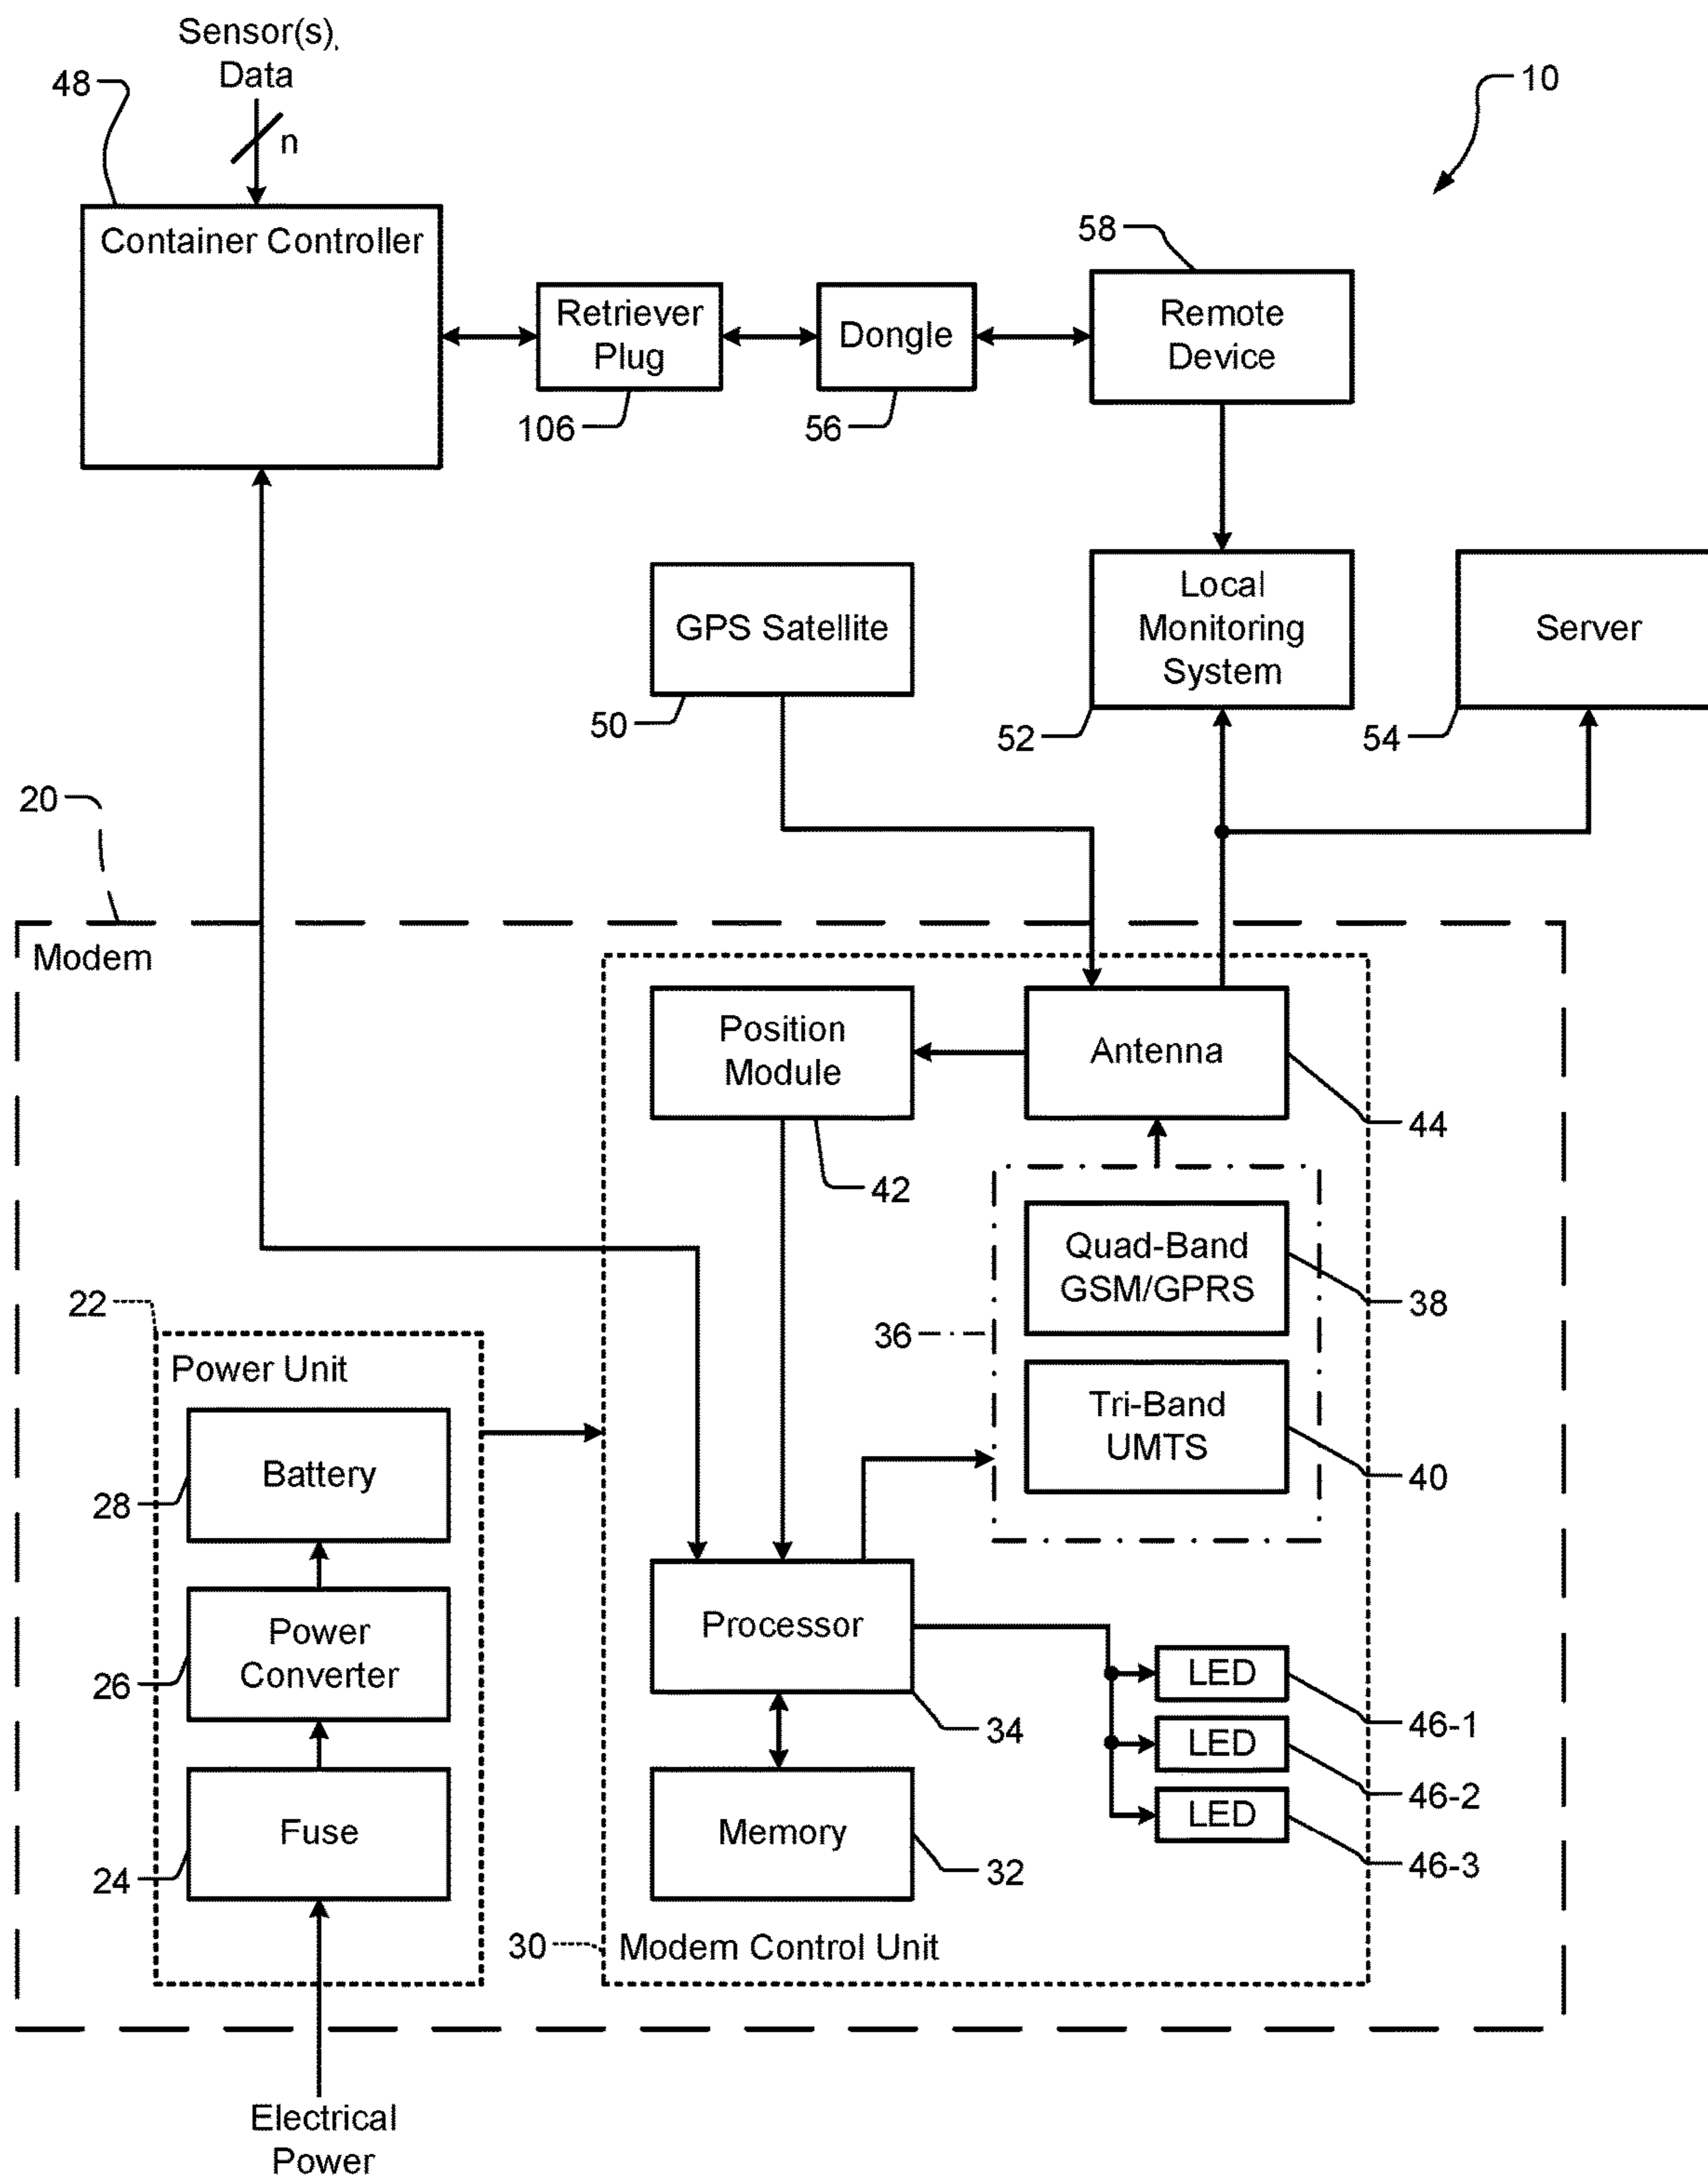 Sensor(s),
Data
48
10
n
Container Controller
58
Retriever
Plug
Dongle
Remote
Device
106
56
GPS Satellite
Local
Monitoring
System
Server
50
52
54
20
Modem
Position
Module
Antenna
44
42
Quad-Band
GSM/GPRS
38
22
36
Power Unit
Tri-Band
UMTS
Battery
28
40
Processor
Power
Converter
26
LED
34
46-1
LED
46-2
Fuse
Memory
LED
24
32
46-3
30
Modem Control Unit
Electrical
Power